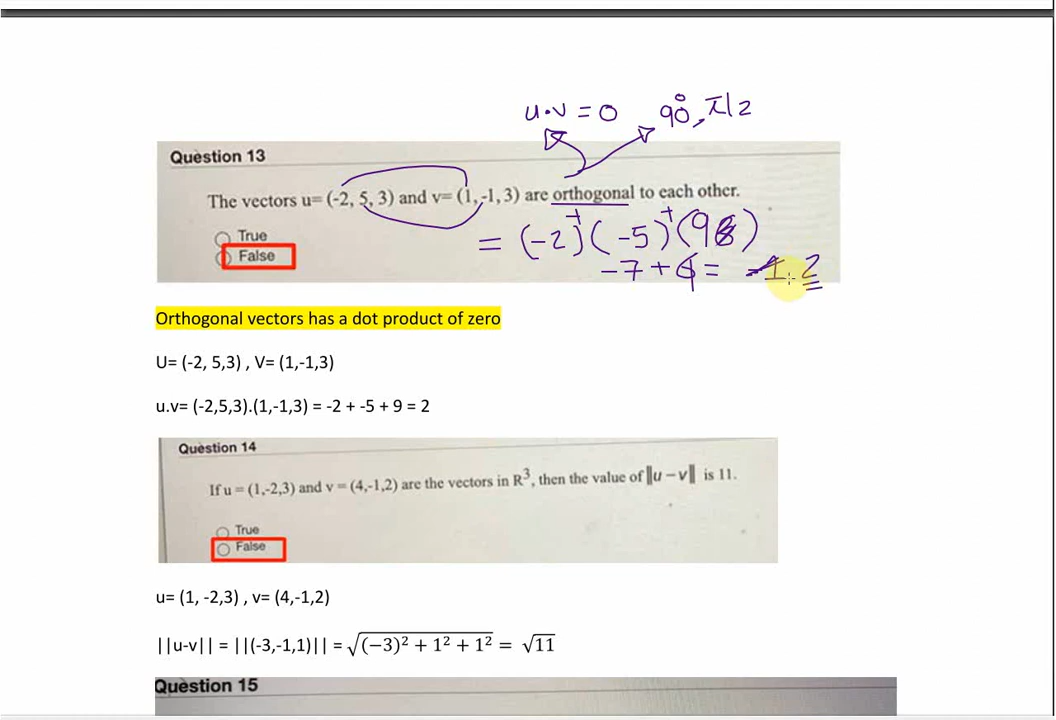 u.v = 0 90°, π/2
Question 13
The vectors u= (-2, 5, 3) and v= (1,-1, 3) are orthogonal to each other.
True
False
= (-2)+(-5)+(9)
-7 + = 2
Orthogonal vectors has a dot product of zero
U= (-2, 5,3) , V= (1,-1,3)
u.v= (-2,5,3).(1,-1,3) = -2 + -5 + 9 = 2
Question 14
If u = (1,-2,3) and v = (4,-1,2) are the vectors in R³, then the value of ‖u − v‖ is 11.
True
False
u= (1, -2,3) , v= (4,-1,2)
||u-v|| = ||(-3,-1,1)|| = √(−3)² + 1² + 1² = √11
Question 15